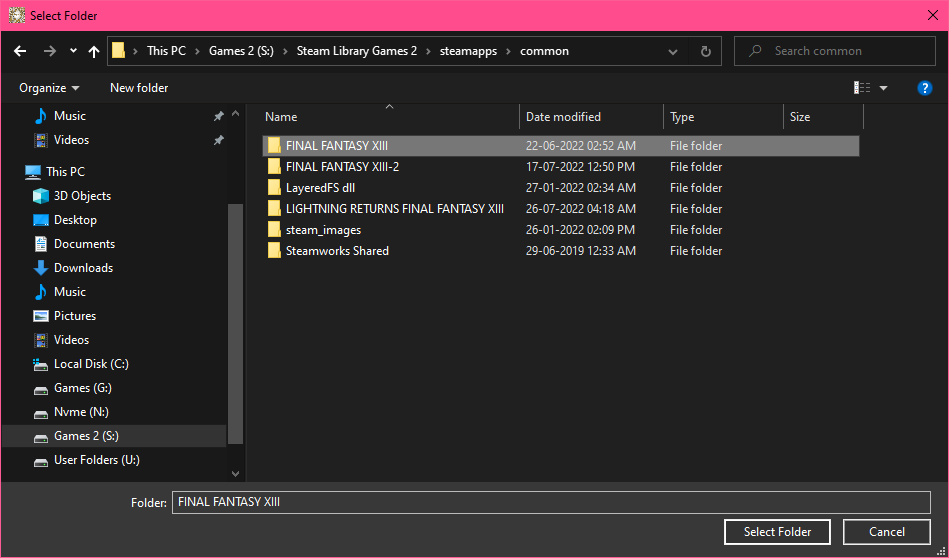 Select Folder
This PC › Games 2 (S:) › Steam Library Games 2 › steamapps › common
Search common
Organize
New folder
?
Music
Videos
This PC
3D Objects
Desktop
Documents
Downloads
Music
Pictures
Videos
Local Disk (C:)
Games (G:)
Nvme (N:)
Games 2 (S:)
User Folders (U:)
Name Date modified Type Size
FINAL FANTASY XIII 22-06-2022 02:52 AM File folder
FINAL FANTASY XIII-2 17-07-2022 12:50 PM File folder
LayeredFS dll 27-01-2022 02:34 AM File folder
LIGHTNING RETURNS FINAL FANTASY XIII 26-07-2022 04:18 AM File folder
steam_images 26-01-2022 02:09 PM File folder
Steamworks Shared 29-06-2019 12:33 AM File folder
Folder: FINAL FANTASY XIII
Select Folder
Cancel